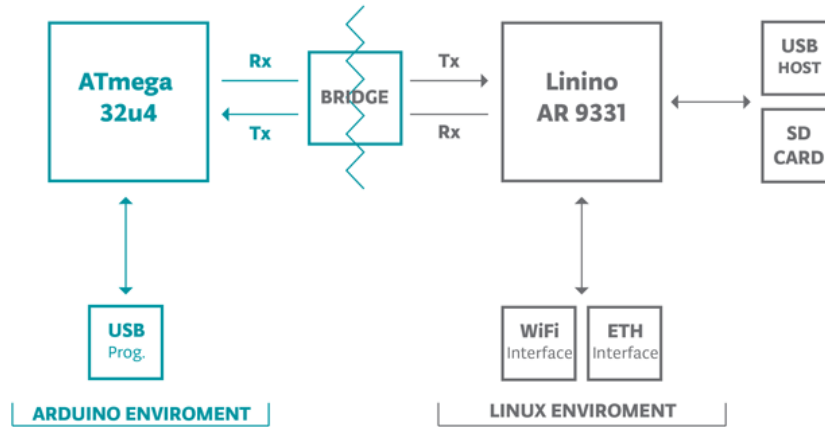 ATmega
32u4
Rx
Tx
BRIDGE
Tx
Rx
Linino
AR 9331
USB
HOST
SD
CARD
USB
Prog.
WiFi
Interface
ETH
Interface
ARDUINO ENVIROMENT
LINUX ENVIROMENT